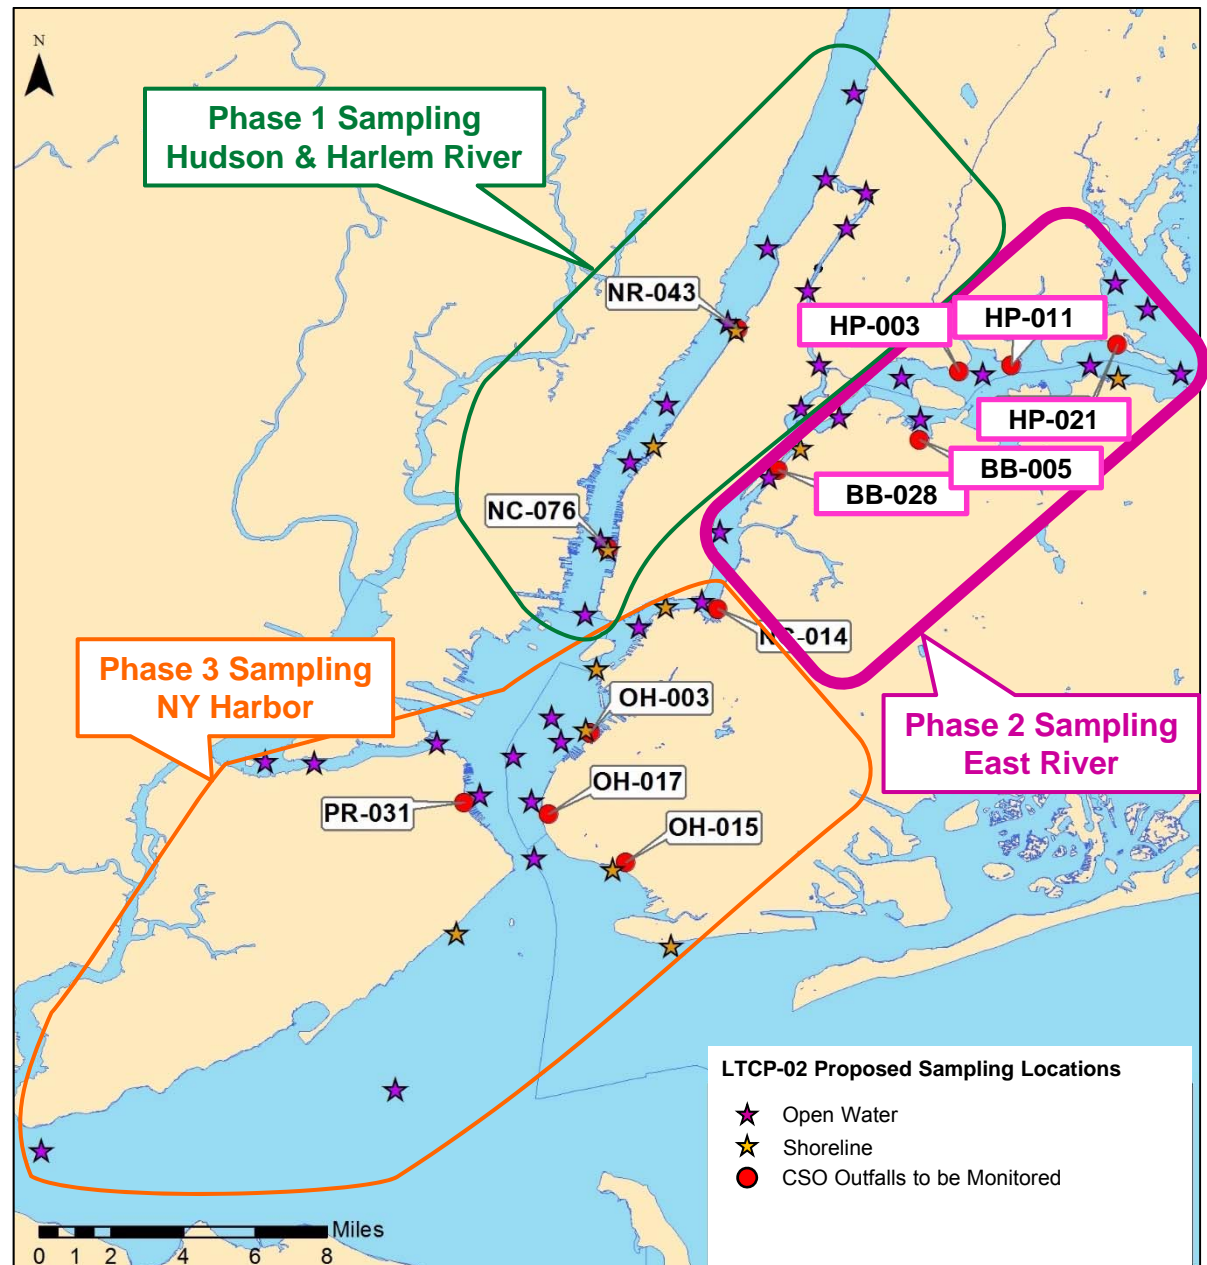 N
Phase 1 Sampling
Hudson & Harlem River
NR-043
HP-003
HP-011
HP-021
BB-005
BB-028
NC-076
NC-014
Phase 3 Sampling
NY Harbor
OH-003
Phase 2 Sampling
East River
OH-017
PR-031
OH-015
LTCP-02 Proposed Sampling Locations
Open Water
Shoreline
CSO Outfalls to be Monitored
Miles
0 1 2 4 6 8